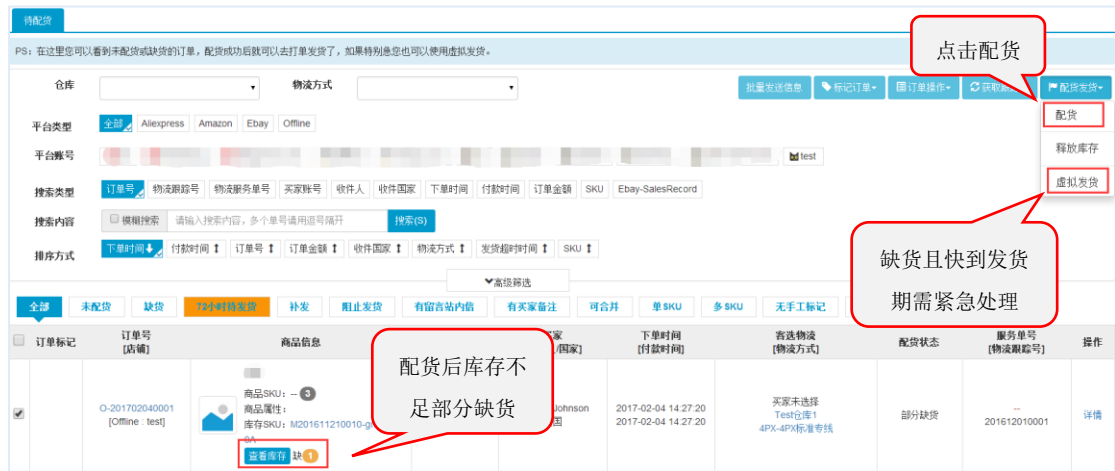 待配货
PS: 在这里您可以看到未配货或缺货的订单，配货成功后就可以去打单发货了，如果特别急您也可以使用虚拟发货。
点击配货
仓库 物流方式
批量发送信息 标记订单 订单操作 配货发货
配货
释放库存
虚拟发货
平台类型 全部 Aliexpress Amazon Ebay Offline
平台账号 test
搜索类型 订单号 物流跟踪号 物流服务单号 买家账号 收件人 收件国家 下单时间 付款时间 订单金额 SKU Ebay-SalesRecord
搜索内容 模糊搜索 请输入搜索内容，多个单号请用逗号隔开 搜索(S)
排序方式 下单时间 付款时间 订单号 订单金额 收件国家 物流方式 发货超时时间 SKU
缺货且快到发货
期需紧急处理
高级筛选
全部 未配货 缺货 72小时待发货 补发 阻止发货 有留言站内信 有买家备注 可合并 单SKU 多SKU 无手工标记
订单标记 订单号 商品信息 下单时间 客选物流 配货状态 服务单号 操作
[店铺] [付款时间] [物流方式] [物流跟踪号]
配货后库存不
足部分缺货
商品SKU: -- 3
商品属性:
库存SKU: M201611210010-g
查看库存 缺 1
O-201702040001
[Offline : test]
Johnson
国
2017-02-04 14:27:20
2017-02-04 14:27:20
买家未选择
Test仓库1
4PX-4PX标准专线
部分缺货
--
201612010001
详情